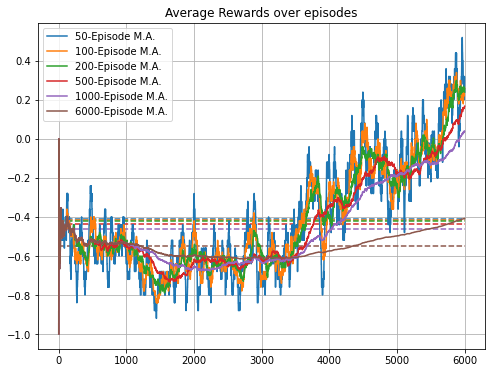 Average Rewards over episodes
50-Episode M.A.
100-Episode M.A.
200-Episode M.A.
500-Episode M.A.
1000-Episode M.A.
6000-Episode M.A.
0.4
0.2
0.0
−0.2
−0.4
−0.6
−0.8
−1.0
0 1000 2000 3000 4000 5000 6000